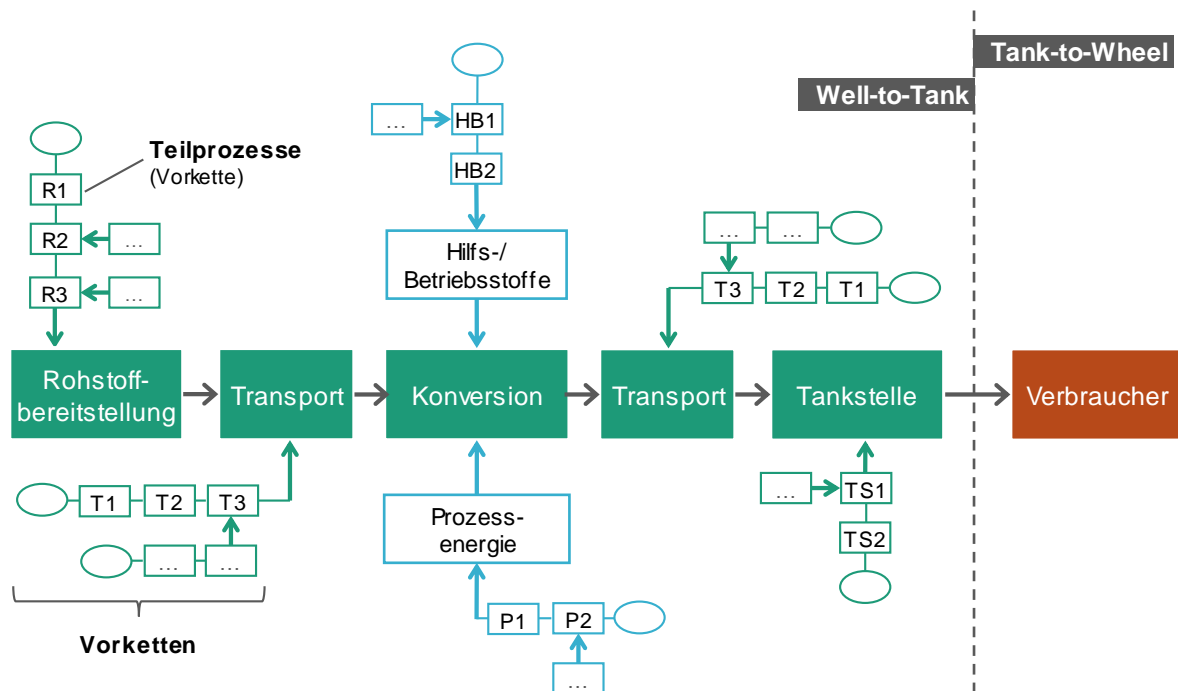 Tank-to-Wheel
Well-to-Tank
...
HB1
HB2
Teilprozesse
(Vorkette)
R1
R2
...
R3
...
Hilfs-/
Betriebsstoffe
...
...
T3
T2
T1
Rohstoff-
bereitstellung
Transport
Konversion
Transport
Tankstelle
Verbraucher
T1
T2
T3
...
...
Vorketten
Prozess-
energie
P1
P2
...
...
TS1
TS2